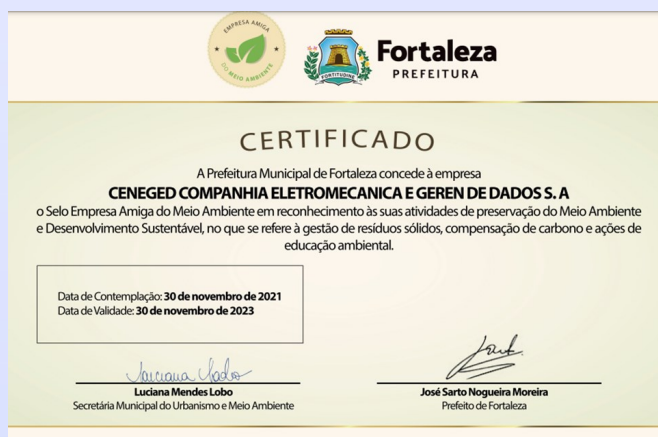 EMPRESA AMIGA
DO MEIO AMBIENTE
FORTITUDINE
Fortaleza
PREFEITURA
CERTIFICADO
A Prefeitura Municipal de Fortaleza concede à empresa
CENEGED COMPANHIA ELETROMECANICA E GEREN DE DADOS S. A
o Selo Empresa Amiga do Meio Ambiente em reconhecimento às suas atividades de preservação do Meio Ambiente
e Desenvolvimento Sustentável, no que se refere à gestão de resíduos sólidos, compensação de carbono e ações de
educação ambiental.
Data de Contemplação: 30 de novembro de 2021
Data de Validade: 30 de novembro de 2023
Luciana Lobo
Luciana Mendes Lobo
Secretária Municipal do Urbanismo e Meio Ambiente
José Sarto Nogueira Moreira
Prefeito de Fortaleza